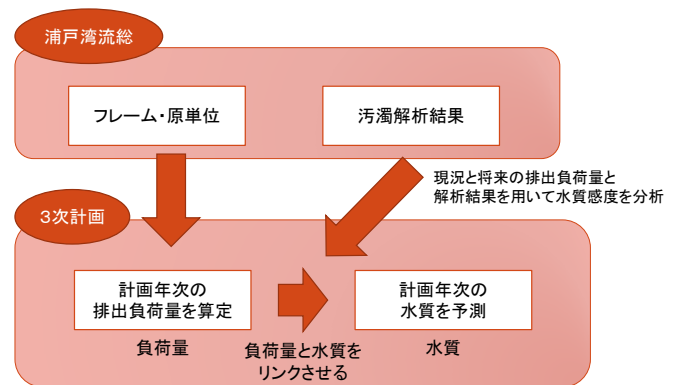 浦戸湾流総
フレーム・原単位
汚濁解析結果
現況と将来の排出負荷量と
解析結果を用いて水質感度を分析
3次計画
計画年次の
排出負荷量を算定
計画年次の
水質を予測
負荷量
負荷量と水質を
リンクさせる
水質